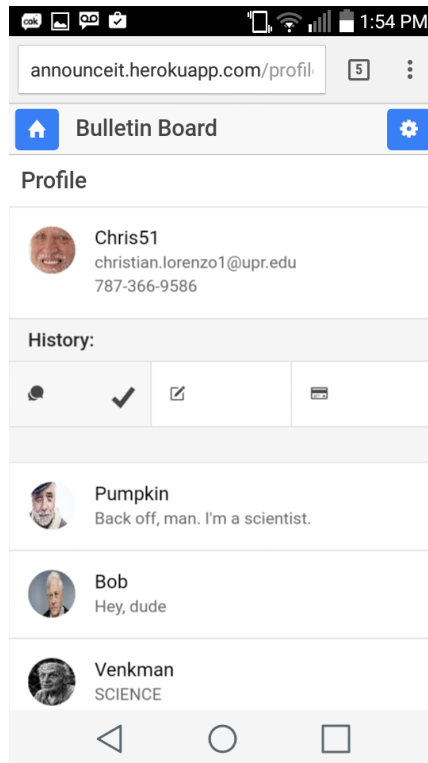 cok
1:54 PM
announceit.herokuapp.com/profil
5
Bulletin Board
Profile
Chris51
christian.lorenzo1@upr.edu
787-366-9586
History:
Pumpkin
Back off, man. I'm a scientist.
Bob
Hey, dude
Venkman
SCIENCE